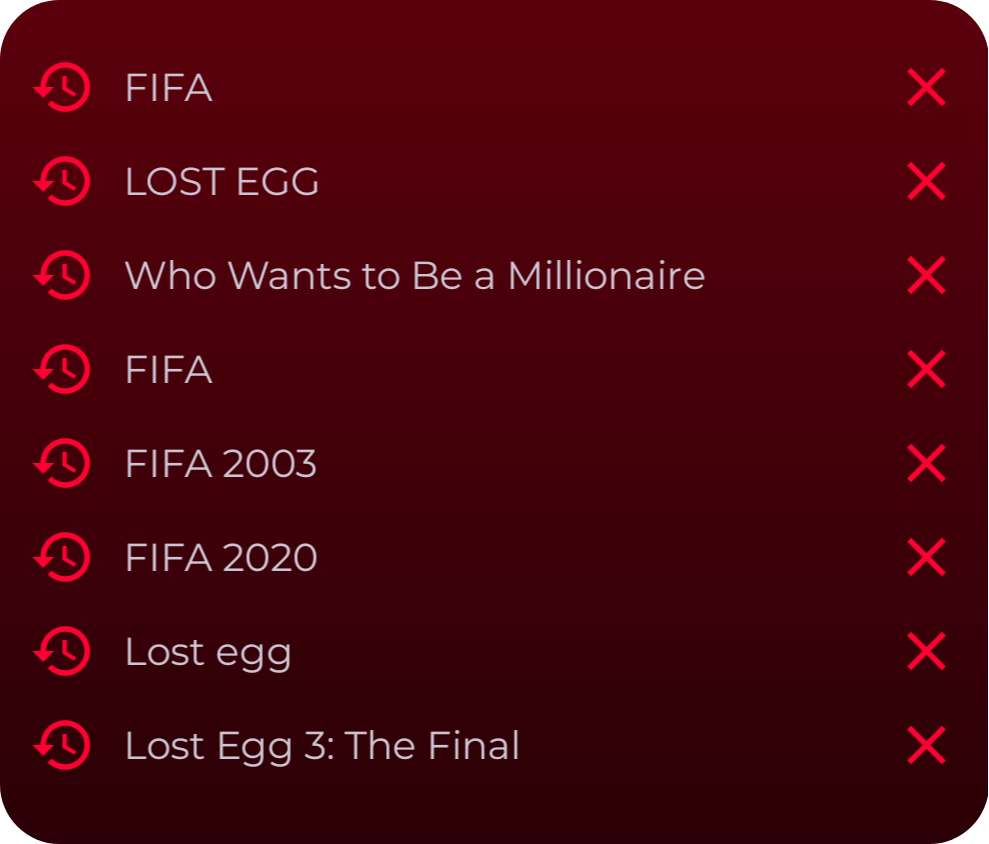 FIFA
LOST EGG
Who Wants to Be a Millionaire
FIFA
FIFA 2003
FIFA 2020
Lost egg
Lost Egg 3: The Final